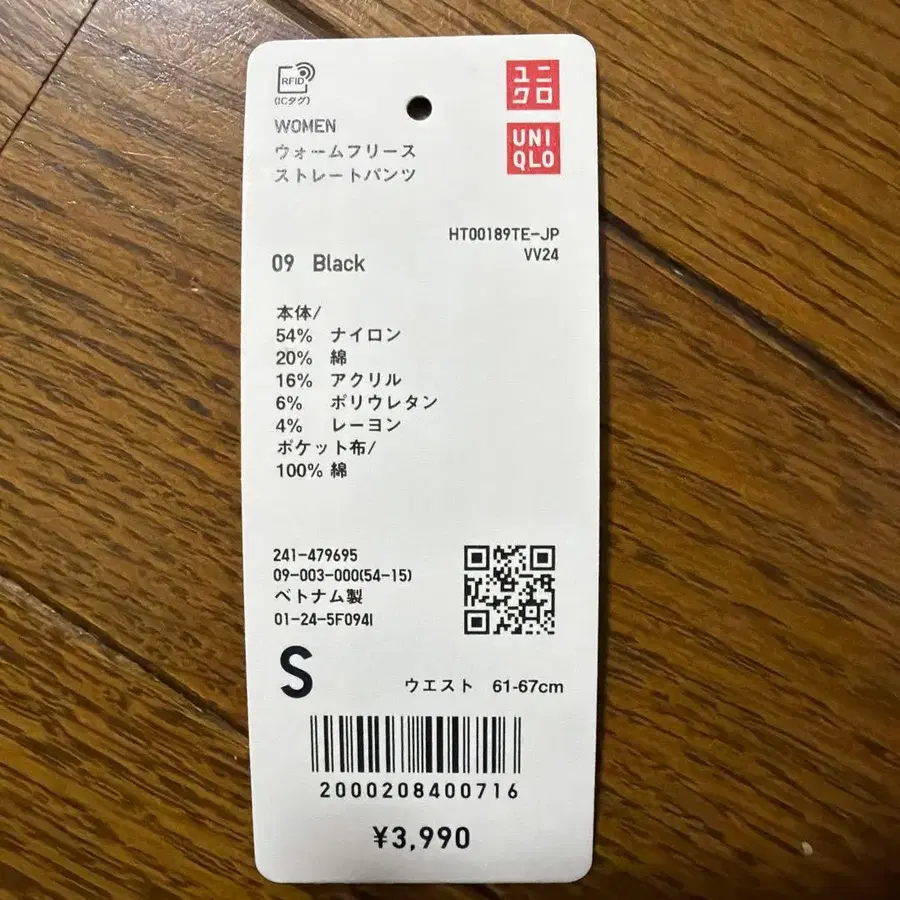 RFID
(ICタグ)
ユニ
クロ
UNI
QLO
WOMEN
ウォームフリース
ストレートパンツ
HT00189TE-JP
VV24
09 Black
本体/
54% ナイロン
20% 綿
16% アクリル
6% ポリウレタン
4% レーヨン
ポケット布/
100% 綿
241-479695
09-003-000(54-15)
ベトナム製
01-24-5F094I
S
ウエスト 61-67cm
2000208400716
¥3,990